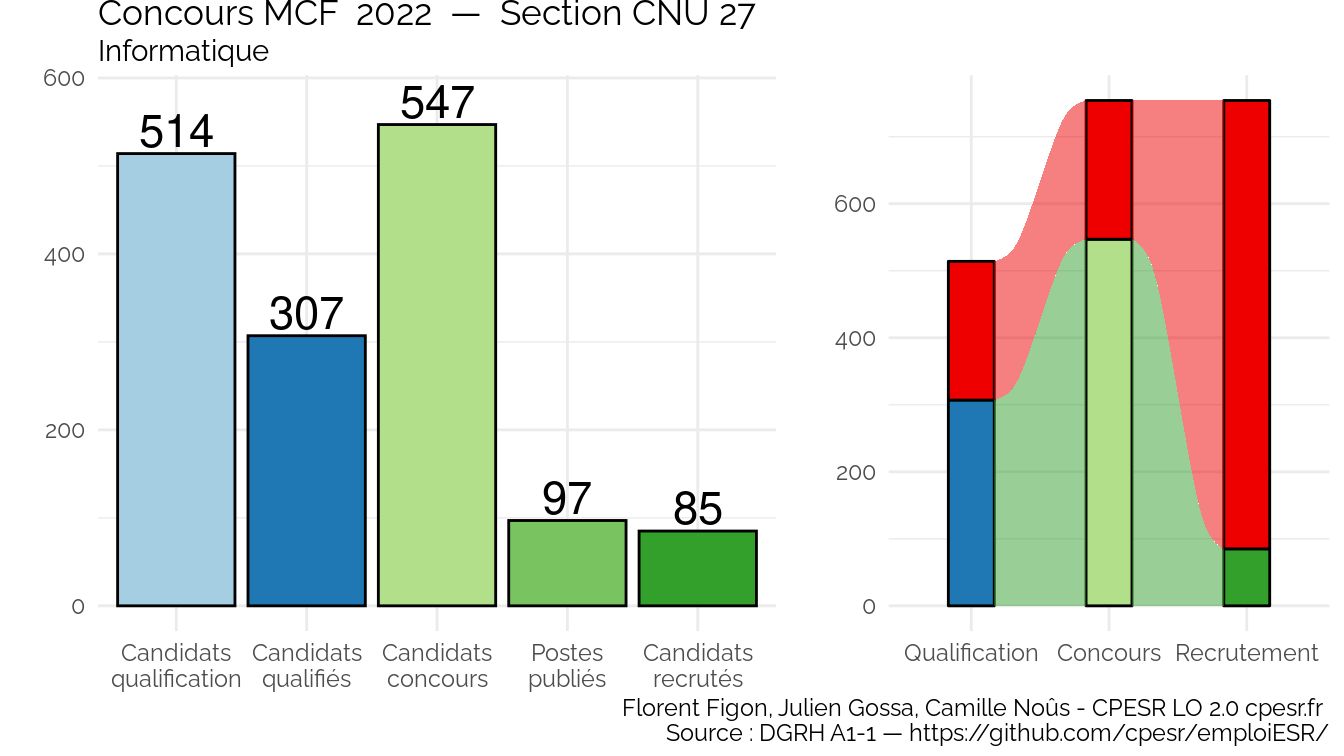 Concours MCF 2022 — Section CNU 27
Informatique
600
400
200
0
514
307
547
97
85
Candidats qualification
Candidats qualifiés
Candidats concours
Postes publiés
Candidats recrutés
600
400
200
0
Qualification Concours Recrutement
Florent Figon, Julien Gossa, Camille Noûs - CPESR LO 2.0 cpesr.fr
Source : DGRH A1-1 — https://github.com/cpesr/emploiESR/